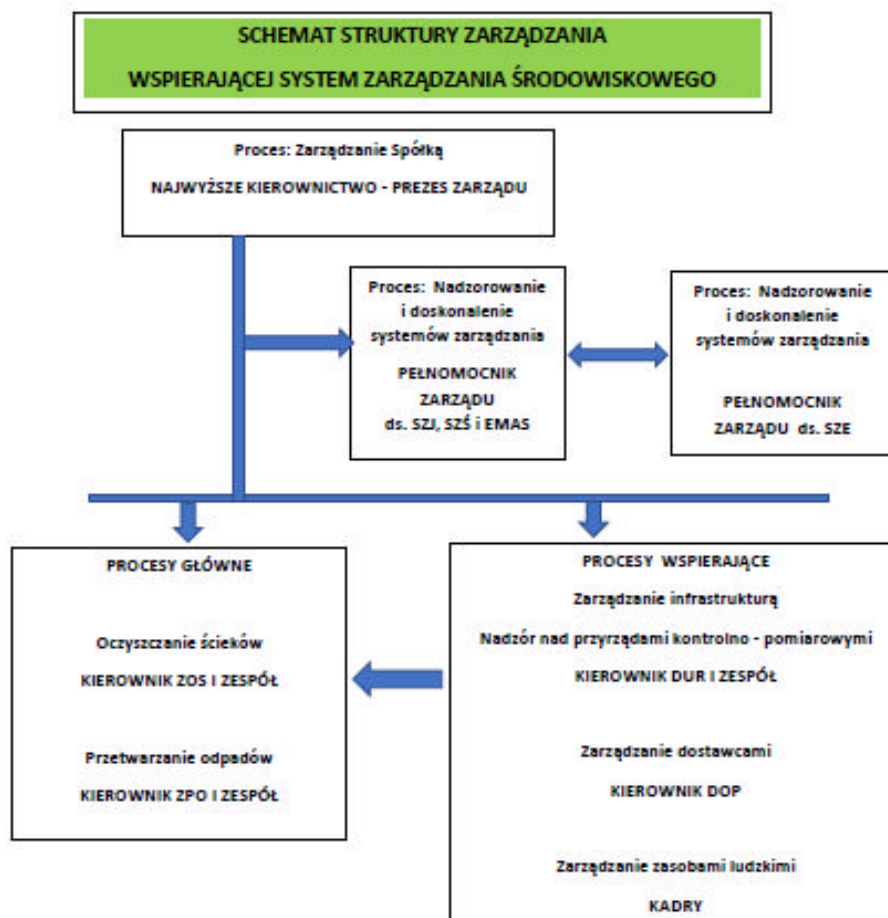 SCHEMAT STRUKTURY ZARZĄDZANIA
WSPIERAJĄCEJ SYSTEM ZARZĄDZANIA ŚRODOWISKOWEGO
Proces: Zarządzanie Spółką
NAJWYŻSZE KIEROWNICTWO - PREZES ZARZĄDU
Proces: Nadzorowanie
i doskonalenie
systemów zarządzania
PEŁNOMOCNIK
ZARZĄDU
ds. SZJ, SZŚ i EMAS
Proces: Nadzorowanie
i doskonalenie
systemów zarządzania
PEŁNOMOCNIK
ZARZĄDU ds. SZE
PROCESY GŁÓWNE
Oczyszczanie ścieków
KIEROWNIK ZOS I ZESPÓŁ
Przetwarzanie odpadów
KIEROWNIK ZPO I ZESPÓŁ
PROCESY WSPIERAJĄCE
Zarządzanie infrastrukturą
Nadzór nad przyrządami kontrolno - pomiarowymi
KIEROWNIK DUR I ZESPÓŁ
Zarządzanie dostawcami
KIEROWNIK DOP
Zarządzanie zasobami ludzkimi
KADRY